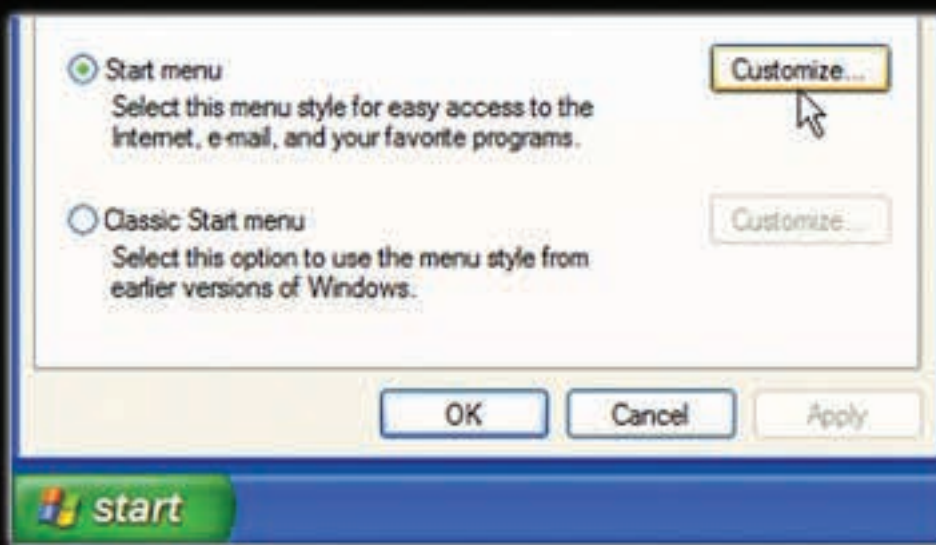 Start menu
Customize...
Select this menu style for easy access to the
Internet, e-mail, and your favorite programs.
Classic Start menu
Customize...
Select this option to use the menu style from
earlier versions of Windows.
OK
Cancel
Apply
start